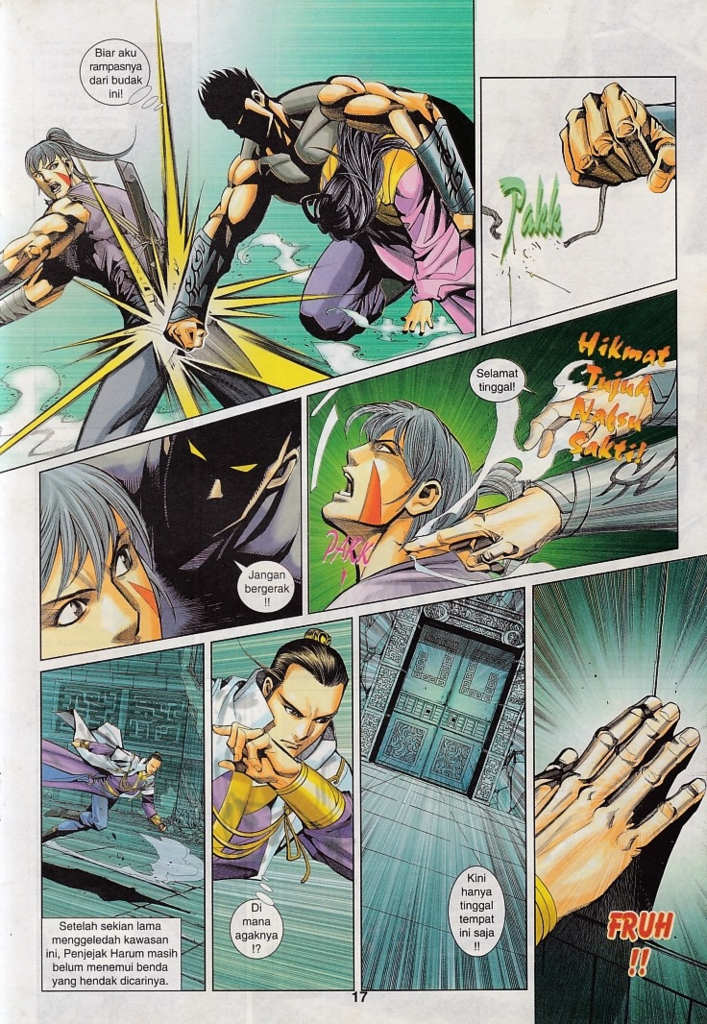 Biar aku
rampasnya
dari budak
ini!
Pakk
Jangan
bergerak
!!
Selamat
tinggal!
Hikmat
Tujuh
Nafsu
Sakti!
PAKK
!
Setelah sekian lama
menggeledah kawasan
ini, Penjejak Harum masih
belum menemui benda
yang hendak dicarinya.
Di
mana
agaknya
!?
Kini
hanya
tinggal
tempat
ini saja
!!
FRUH
!!
17